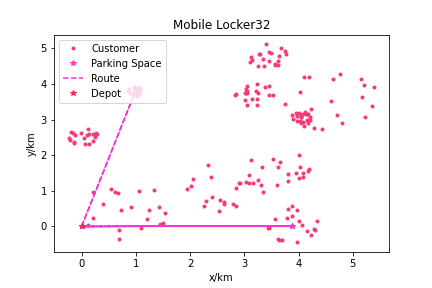 Mobile Locker32
Customer
Parking Space
Route
Depot
y/km
5
4
3
2
1
0
0 1 2 3 4 5
x/km